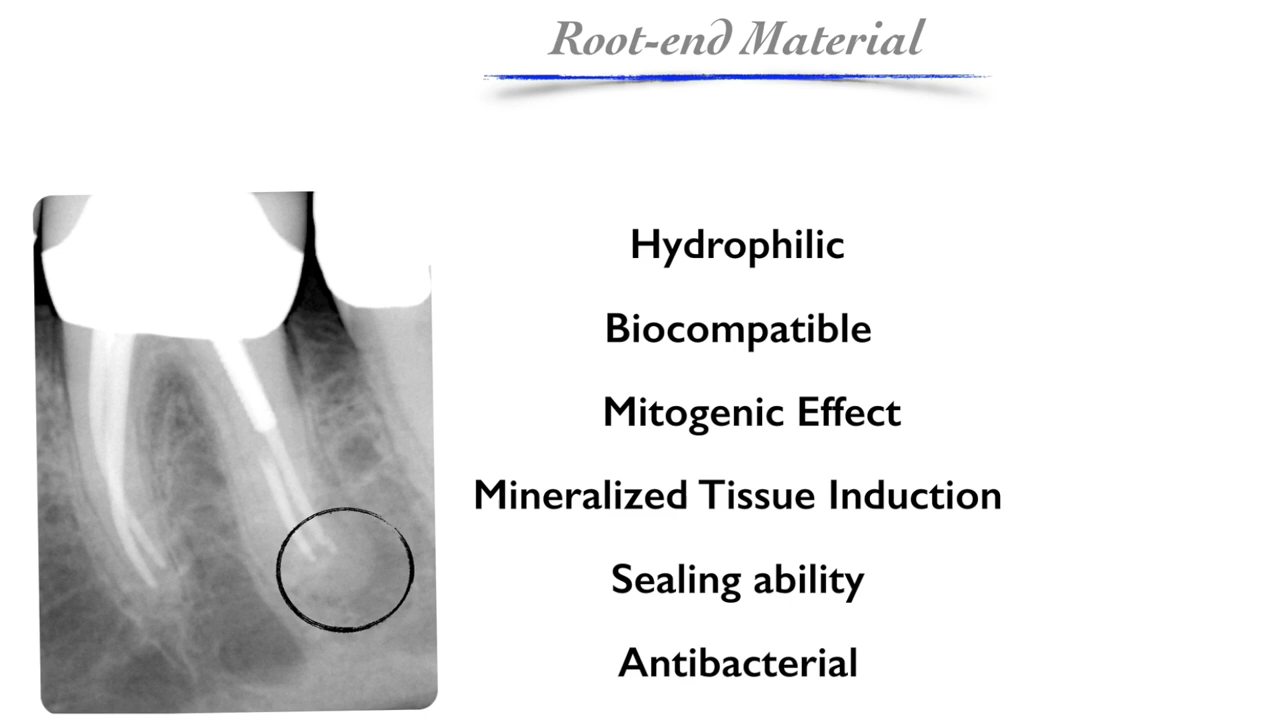 Root-end Material
Hydrophilic
Biocompatible
Mitogenic Effect
Mineralized Tissue Induction
Sealing ability
Antibacterial